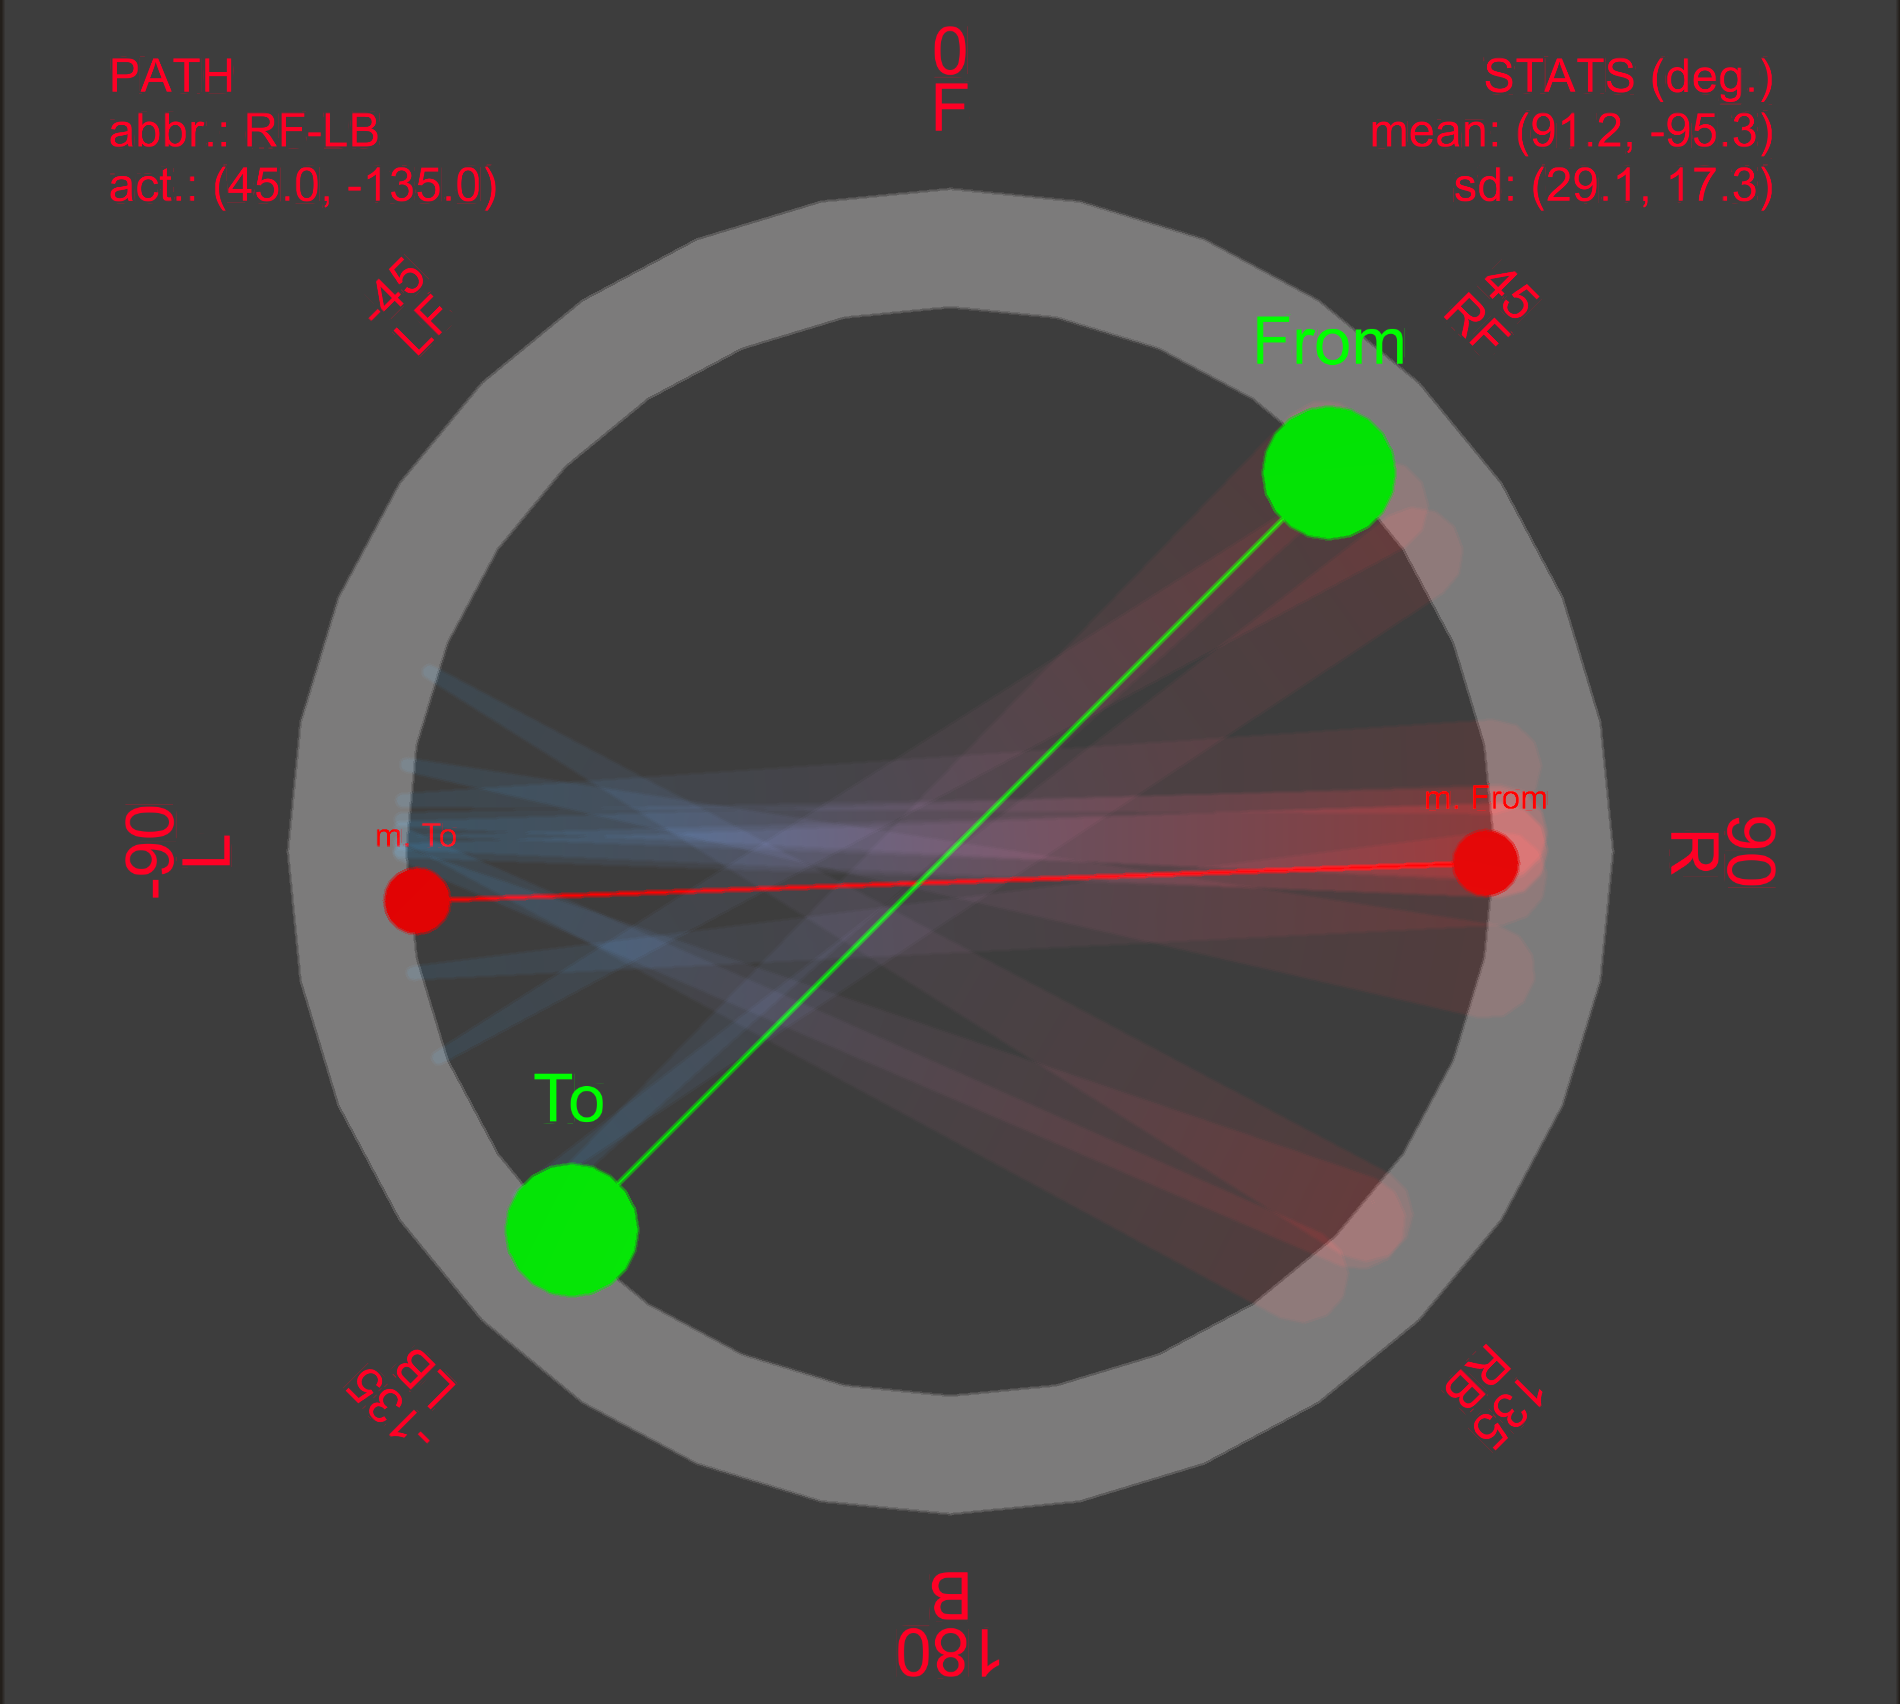 0
F
PATH
abbr.: RF-LB
act.: (45.0, -135.0)
STATS (deg.)
mean: (91.2, -95.3)
sd: (29.1, 17.3)
-45
LF
45
RF
From
m. From
m. To
-90
L
90
R
To
LB
-135
RB
135
B
180